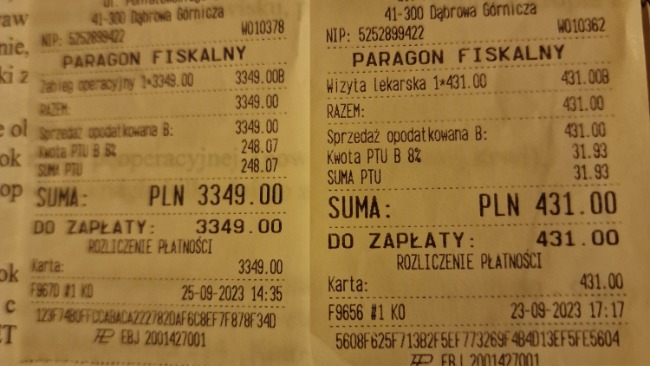 41-300 Dąbrowa Górnicza
NIP: 5252899422 W010378
PARAGON FISKALNY
Zabieg operacyjny 1*3349.00 3349.00B
RAZEM: 3349.00
Sprzedaż opodatkowana B: 3349.00
Kwota PTU B 8% 248.07
SUMA PTU 248.07
SUMA: PLN 3349.00
DO ZAPŁATY: 3349.00
ROZLICZENIE PŁATNOŚCI
Karta: 3349.00
F9670 #1 KO 25-09-2023 14:35
EBJ 2001427001
41-300 Dąbrowa Górnicza
NIP: 5252899422 W010362
PARAGON FISKALNY
Wizyta lekarska 1*431.00 431.00B
RAZEM: 431.00
Sprzedaż opodatkowana B: 431.00
Kwota PTU B 8% 31.93
SUMA PTU 31.93
SUMA: PLN 431.00
DO ZAPŁATY: 431.00
ROZLICZENIE PŁATNOŚCI
Karta: 431.00
F9656 #1 KO 23-09-2023 17:17
5608F625F713B2F5EF773269F4B4D13EF5FE5604
EBJ 2001427001